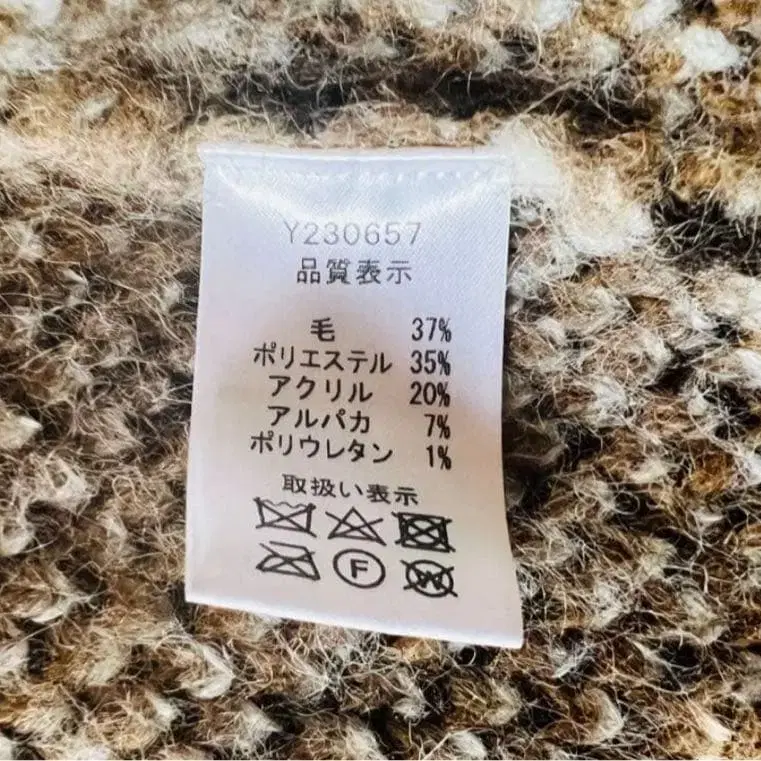 Y230657
品質表示
毛 37%
ポリエステル 35%
アクリル 20%
アルパカ 7%
ポリウレタン 1%
取扱い表示
F
W